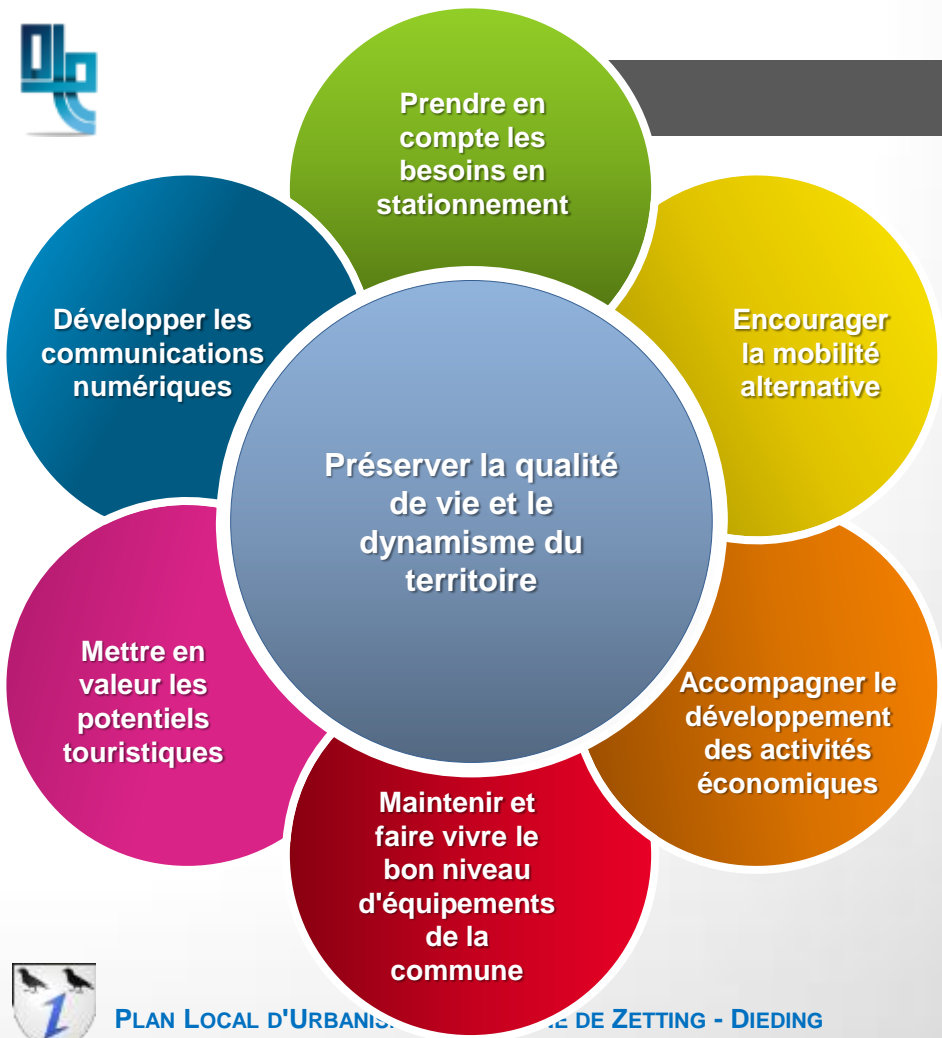 Prendre en
compte les
besoins en
stationnement
Encourager
la mobilité
alternative
Accompagner le
développement
des activités
économiques
Maintenir et
faire vivre le
bon niveau
d'équipements
de la
commune
Mettre en
valeur les
potentiels
touristiques
Développer les
communications
numériques
Préserver la qualité
de vie et le
dynamisme du
territoire
PLAN LOCAL D'URBANIS E DE ZETTING - DIEDING